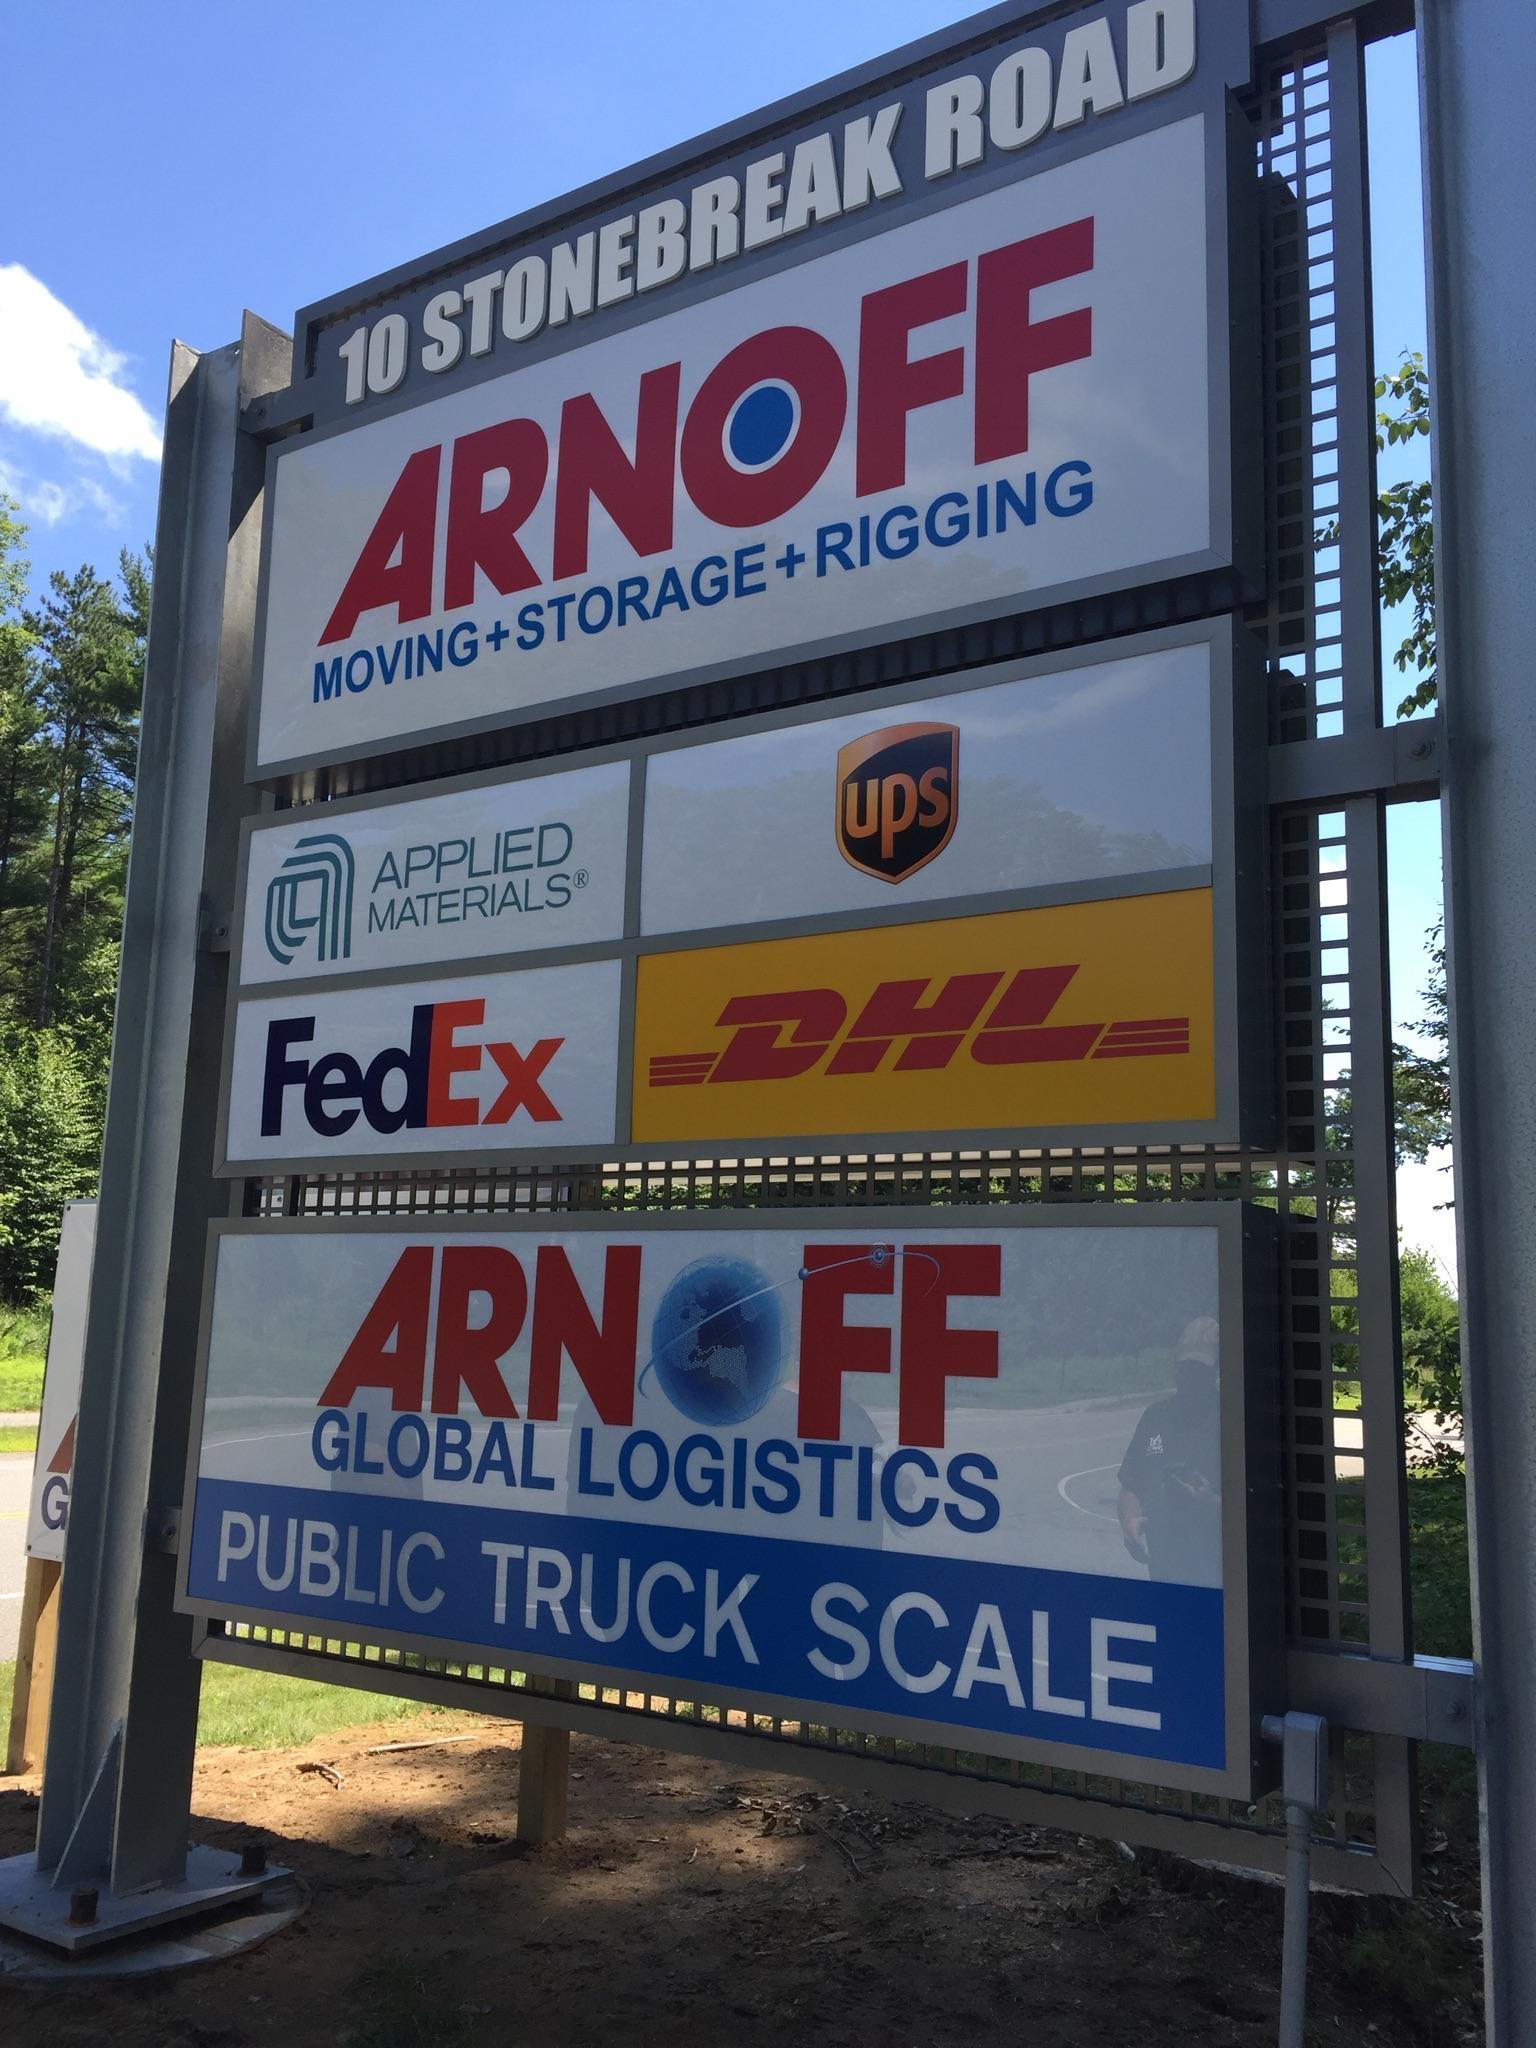 10 STONEBREAK ROAD
ARNOFF
MOVING+STORAGE+RIGGING
APPLIED
MATERIALS®
ups
FedEx
DHL
ARNOFF
GLOBAL LOGISTICS
PUBLIC TRUCK SCALE
G